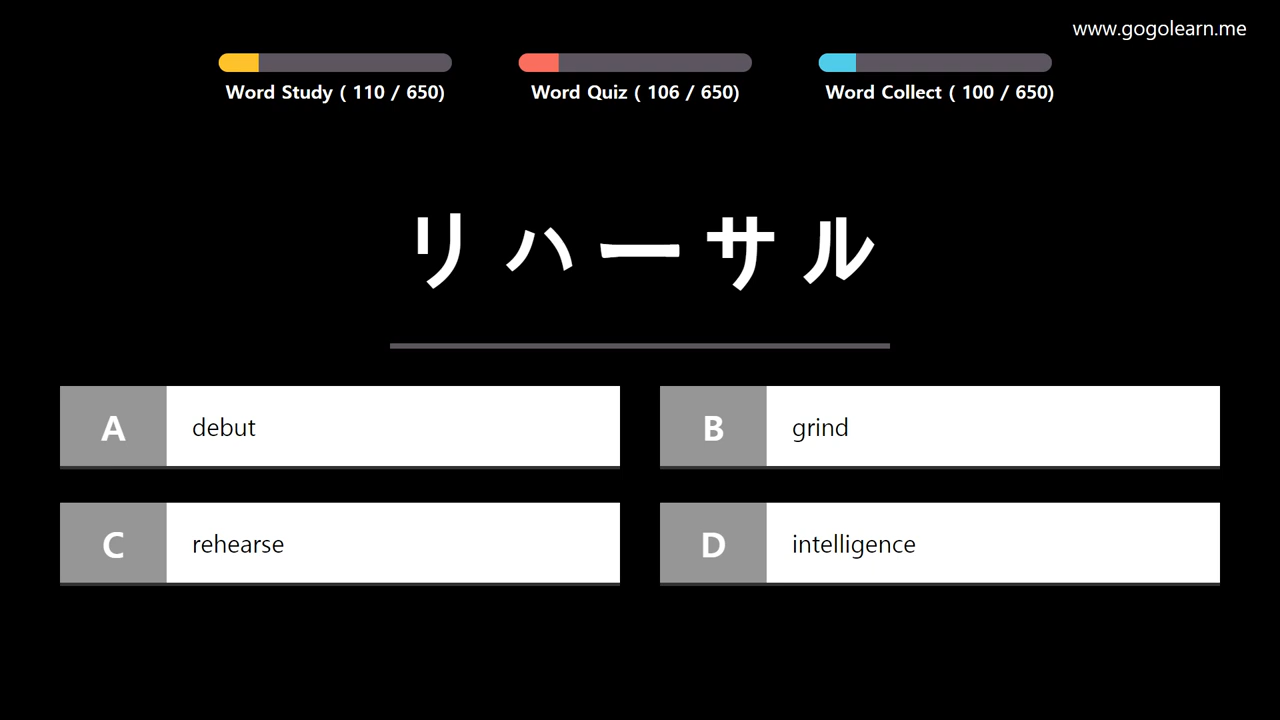 www.gogolearn.me
Word Study ( 110 / 650)
Word Quiz ( 106 / 650)
Word Collect ( 100 / 650)
リハーサル
A debut
B grind
C rehearse
D intelligence